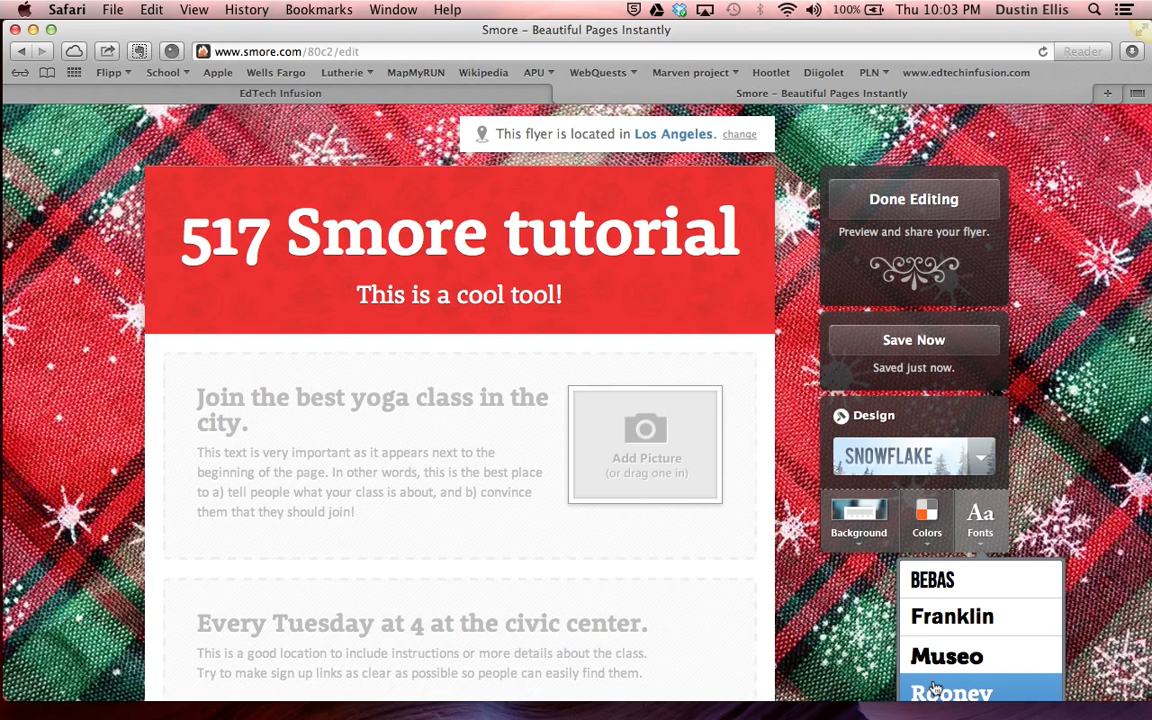 Safari File Edit View History Bookmarks Window Help 100% Thu 10:03 PM Dustin Ellis
Smore – Beautiful Pages Instantly
www.smore.com/80c2/edit Reader
Flipp School Apple Wells Fargo Lutherie MapMyRUN Wikipedia APU WebQuests Marven project Hootlet Diigolet PLN www.edtechinfusion.com
EdTech Infusion Smore – Beautiful Pages Instantly
This flyer is located in Los Angeles. change
517 Smore tutorial
This is a cool tool!
Join the best yoga class in the
city.
This text is very important as it appears next to the
beginning of the page. In other words, this is the best place
to a) tell people what your class is about, and b) convince
them that they should join!
Add Picture
(or drag one in)
Every Tuesday at 4 at the civic center.
This is a good location to include instructions or more details about the class.
Try to make sign up links as clear as possible so people can easily find them.
Done Editing
Preview and share your flyer.
Save Now
Saved just now.
Design
SNOWFLAKE
Background Colors Aa Fonts
BEBAS
Franklin
Museo
Rooney